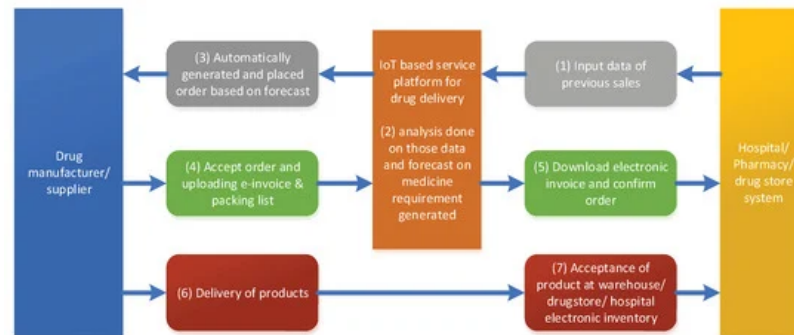 Drug
manufacturer/
supplier
(3) Automatically
generated and placed
order based on forecast
(4) Accept order and
uploading e-invoice &
packing list
(6) Delivery of products
IoT based service
platform for
drug delivery
(2) analysis done
on those data
and forecast on
medicine
requirement
generated
(1) Input data of
previous sales
(5) Download electronic
invoice and confirm
order
(7) Acceptance of
product at warehouse/
drugstore/ hospital
electronic inventory
Hospital/
Pharmacy/
drug store
system